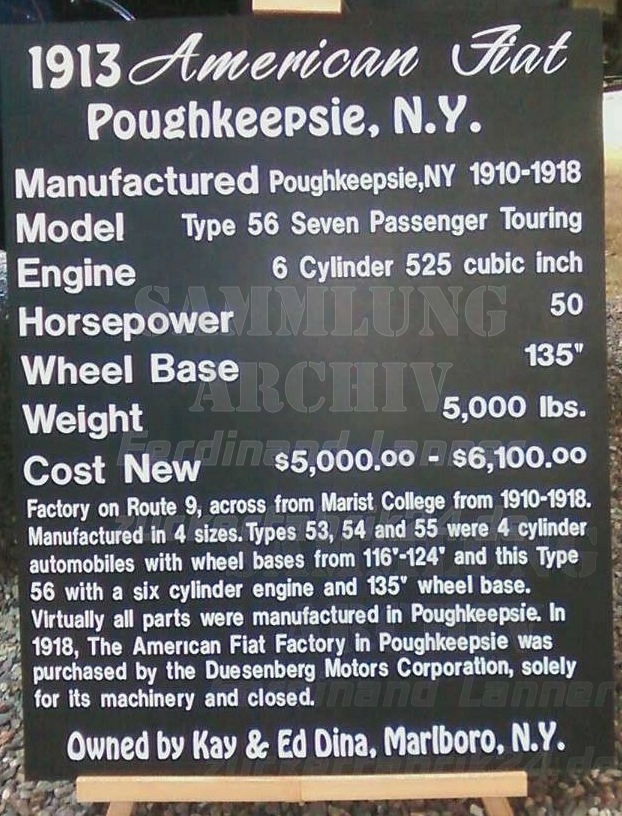 1913 American Fiat
Poughkeepsie, N.Y.
Manufactured Poughkeepsie,NY 1910-1918
Model Type 56 Seven Passenger Touring
Engine 6 Cylinder 525 cubic inch
Horsepower 50
SAMMLUNG
Wheel Base 135"
ARCHIV
Weight 5,000 lbs.
Ferdinand Lanner
Cost New $5,000.00 - $6,100.00
Factory on Route 9, across from Marist College from 1910-1918.
Manufactured in 4 sizes. Types 53, 54 and 55 were 4 cylinder
automobiles with wheel bases from 116"-124" and this Type
56 with a six cylinder engine and 135" wheel base.
Virtually all parts were manufactured in Poughkeepsie. In
1918, The American Fiat Factory in Poughkeepsie was
purchased by the Duesenberg Motors Corporation, solely
for its machinery and closed.
Ferdinand Lanner
Owned by Kay & Ed Dina, Marlboro, N.Y.